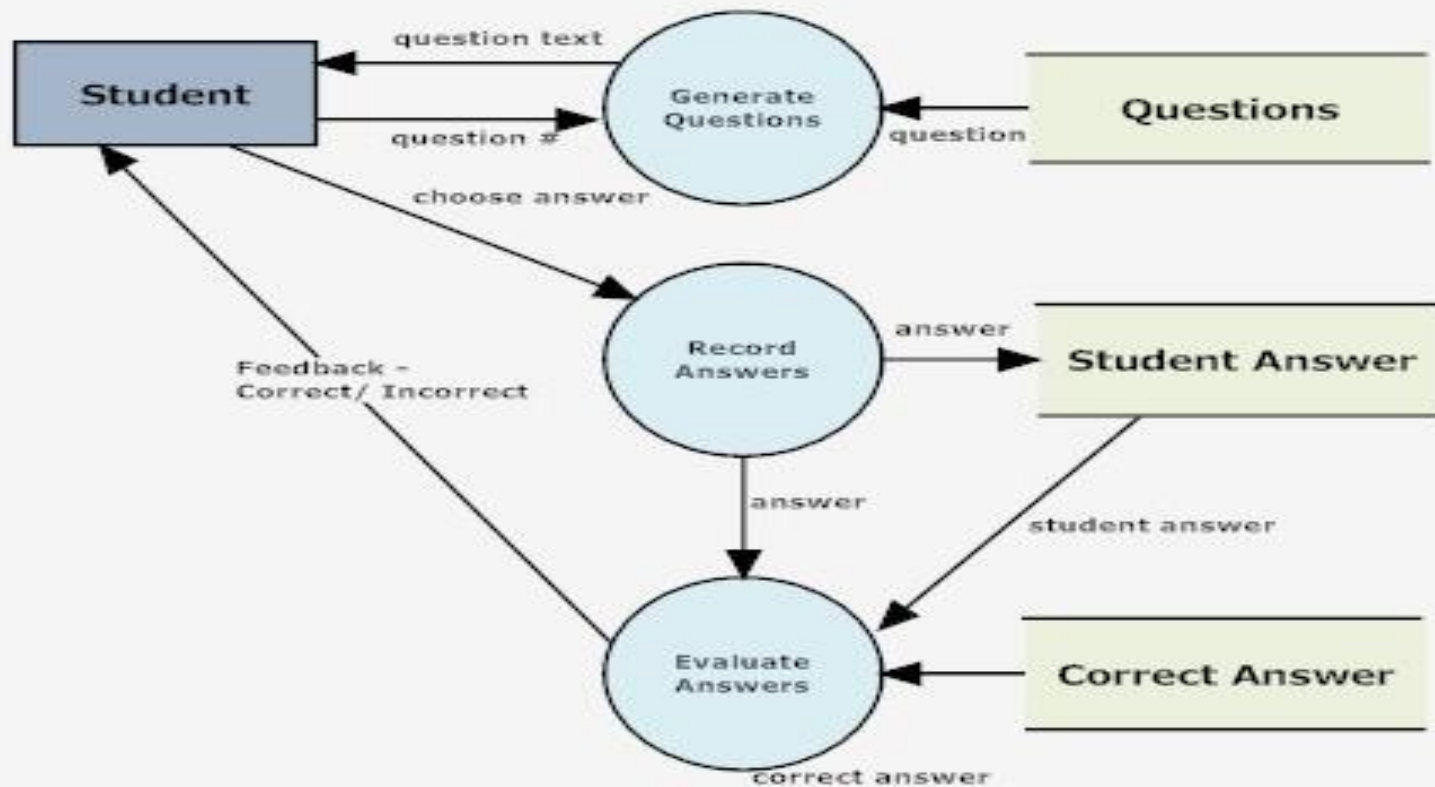 question text
Student
Generate
Questions
Questions
question #
question
choose answer
Record
Answers
answer
Student Answer
Feedback -
Correct/ Incorrect
answer
student answer
Evaluate
Answers
Correct Answer
correct answer